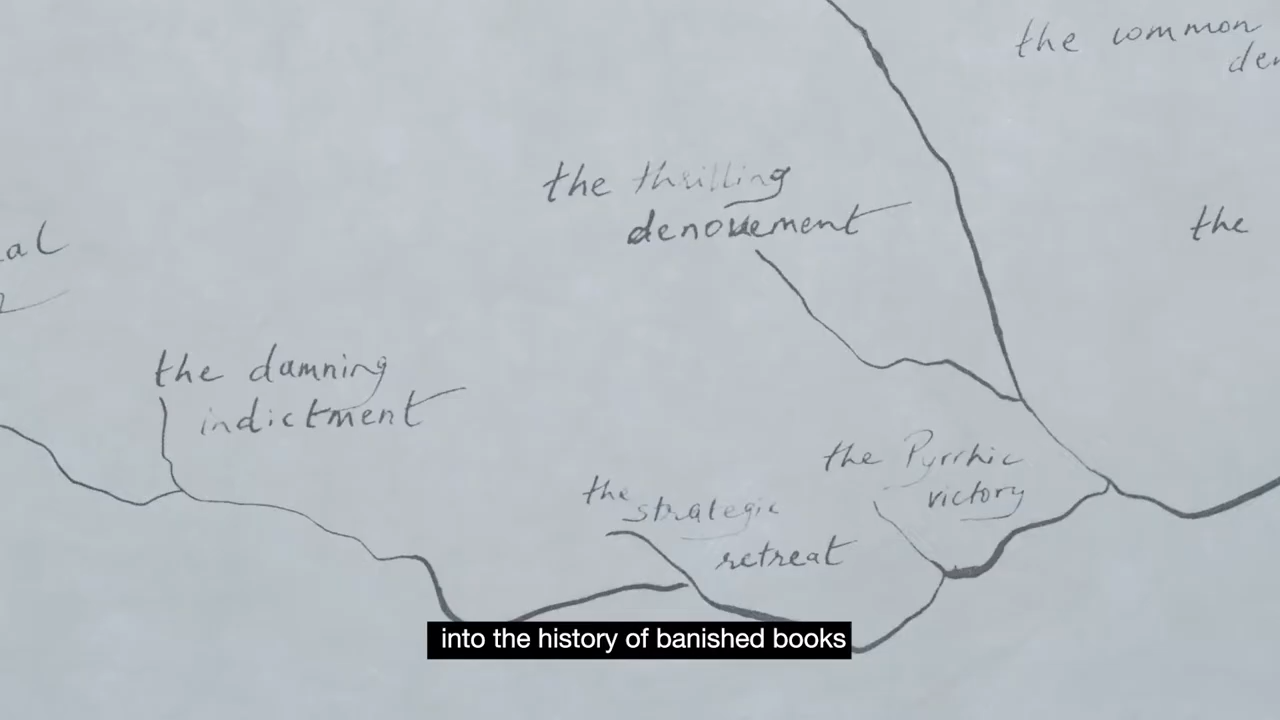 the common
the thrilling
denouement
the
al
the damning
indictment
the Pyrrhic
victory
the strategic
retreat
into the history of banished books